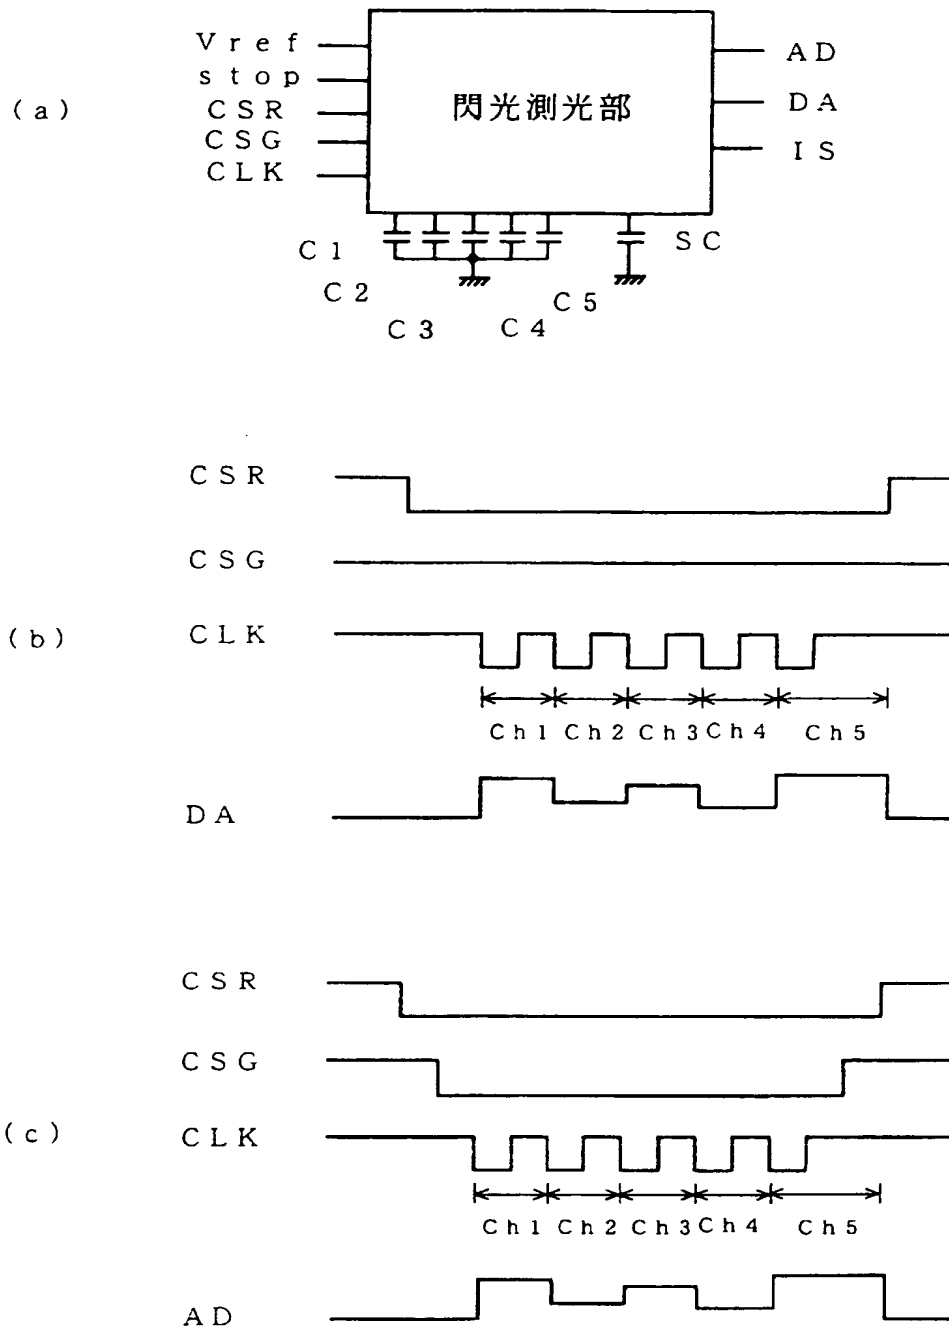 (a)
Vref
stop
CSR
CSG
CLK
閃光測光部
AD
DA
IS
C1
C2
C3
C4
C5
SC
(b)
CSR
CSG
CLK
Ch1 Ch2 Ch3 Ch4 Ch5
DA
(c)
CSR
CSG
CLK
Ch1 Ch2 Ch3 Ch4 Ch5
AD